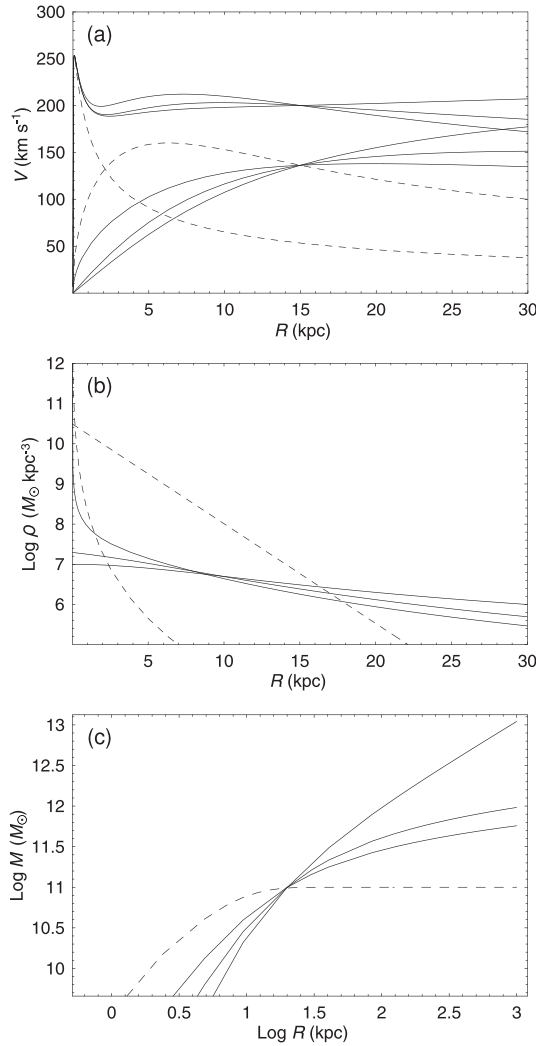 (a)
300
250
200
150
100
50
V (km s⁻¹)
5 10 15 20 25 30
R (kpc)
(b)
12
11
10
9
8
7
6
Log ρ (M⊙ kpc⁻³)
5 10 15 20 25 30
R (kpc)
(c)
13
12.5
12
11.5
11
10.5
10
Log M (M⊙)
0 0.5 1 1.5 2 2.5 3
Log R (kpc)